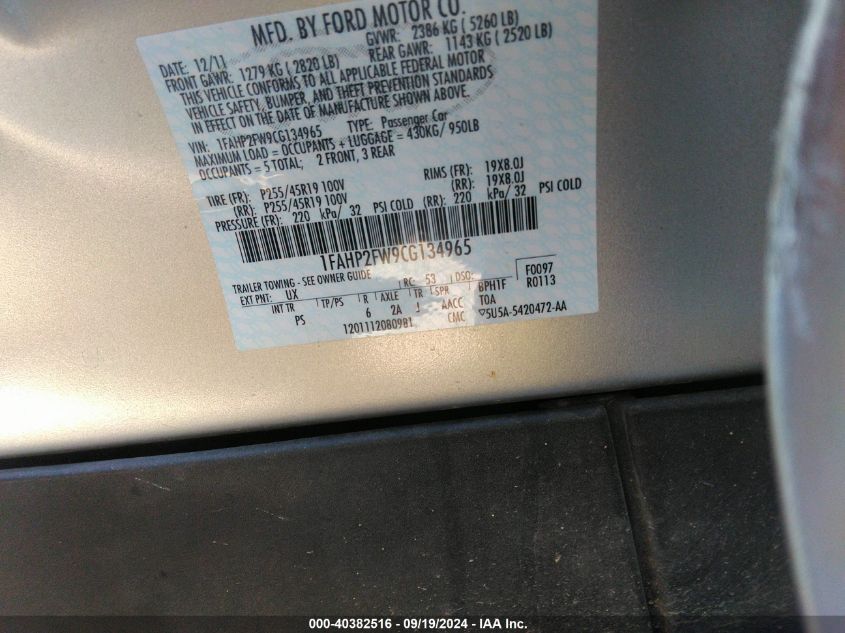 MFD. BY FORD MOTOR CO.
DATE: 12/11 GVWR: 2386 KG ( 5260 LB)
FRONT GAWR: 1279 KG ( 2820 LB) REAR GAWR: 1143 KG ( 2520 LB)
THIS VEHICLE CONFORMS TO ALL APPLICABLE FEDERAL MOTOR
VEHICLE SAFETY, BUMPER, AND THEFT PREVENTION STANDARDS
IN EFFECT ON THE DATE OF MANUFACTURE SHOWN ABOVE.
VIN: 1FAHP2FW9CG134965 TYPE: Passenger Car
MAXIMUM LOAD = OCCUPANTS + LUGGAGE = 430KG/ 950LB
OCCUPANTS = 5 TOTAL; 2 FRONT, 3 REAR
TIRE (FR): P255/45R19 100V RIMS (FR): 19X8.0J
(RR): P255/45R19 100V (RR): 19X8.0J
PRESSURE (FR): 220 kPa/ 32 PSI COLD (RR): 220 kPa/ 32 PSI COLD
1FAHP2FW9CG134965
TRAILER TOWING - SEE OWNER GUIDE F0097
EXT PNT: UX RC: 53 DSO: R0113
INT TR TP/PS R AXLE TR SPR BPH1F
PS 6 2A J AACC TOA
1201112080981 CMC ▽5U5A-5420472-AA
000-40382516 - 09/19/2024 - IAA Inc.